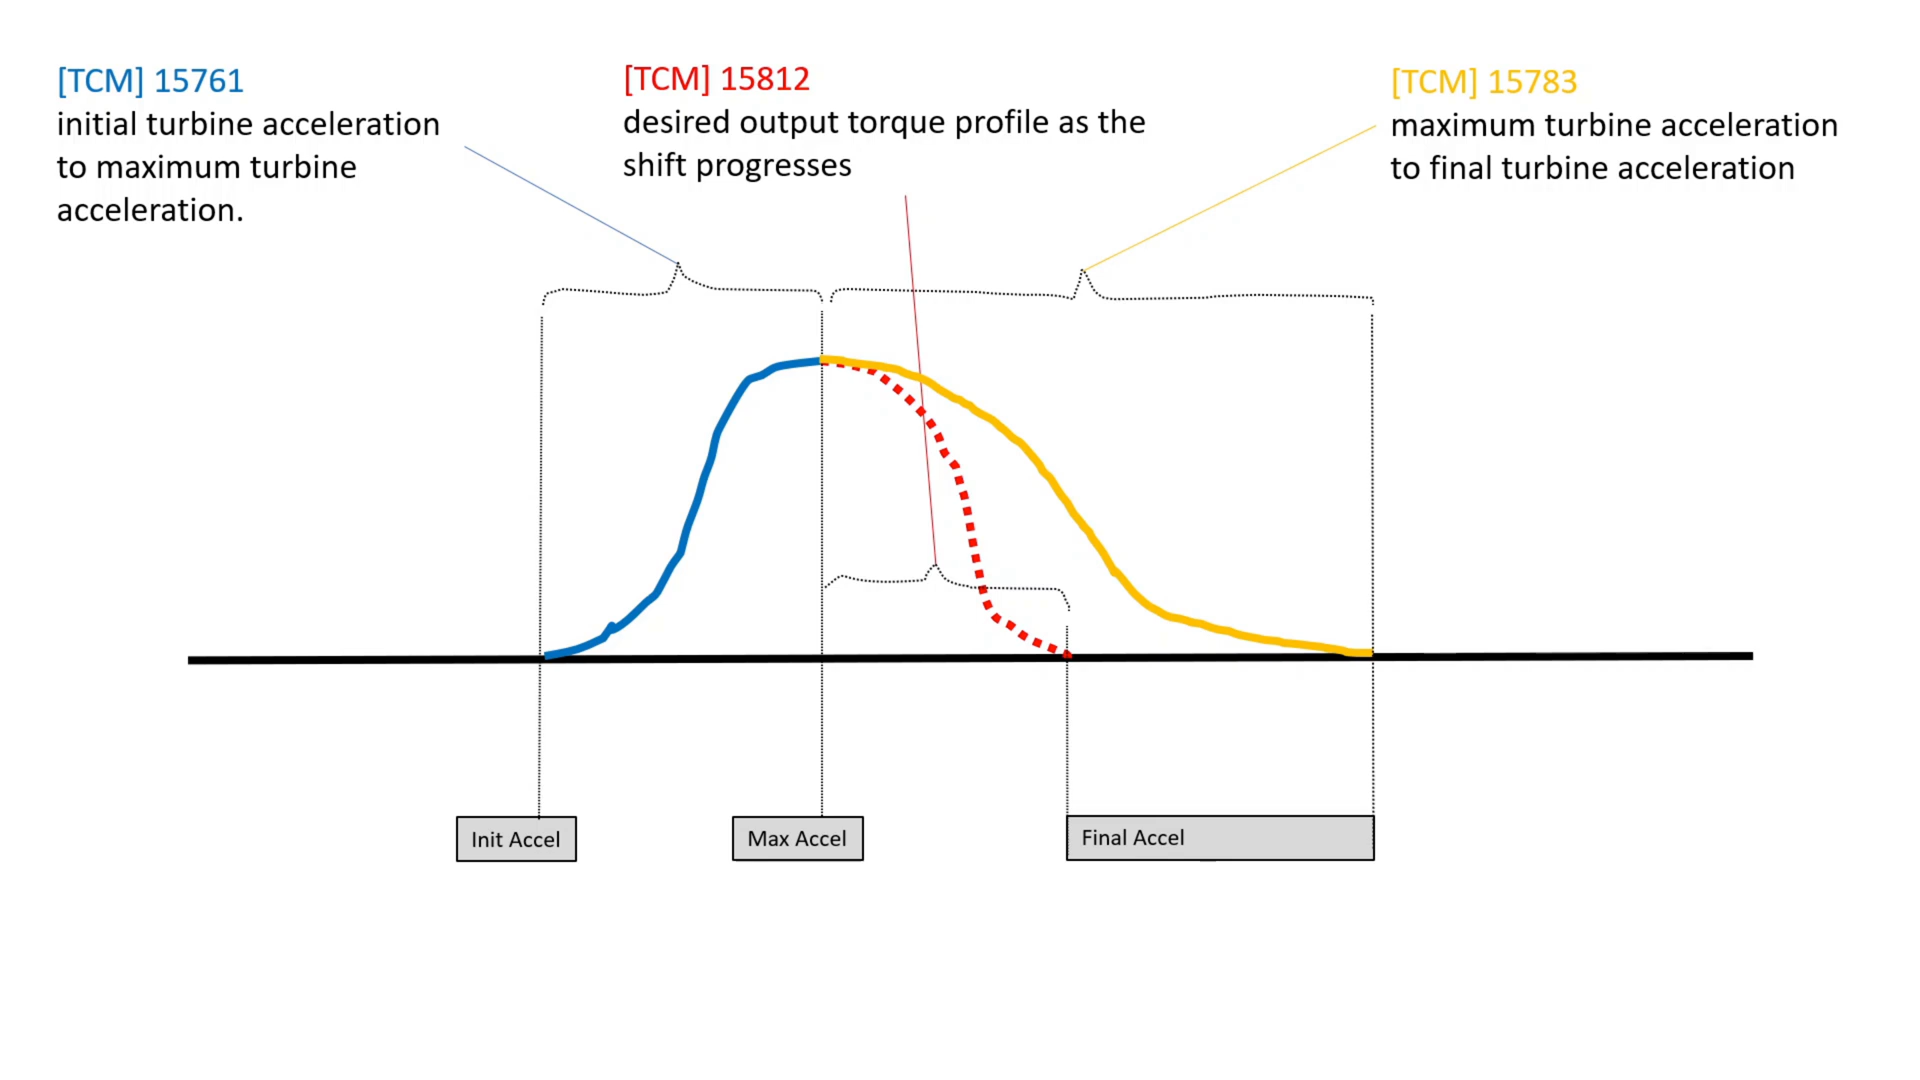 [TCM] 15761
initial turbine acceleration
to maximum turbine
acceleration.
[TCM] 15812
desired output torque profile as the
shift progresses
[TCM] 15783
maximum turbine acceleration
to final turbine acceleration
Init Accel
Max Accel
Final Accel